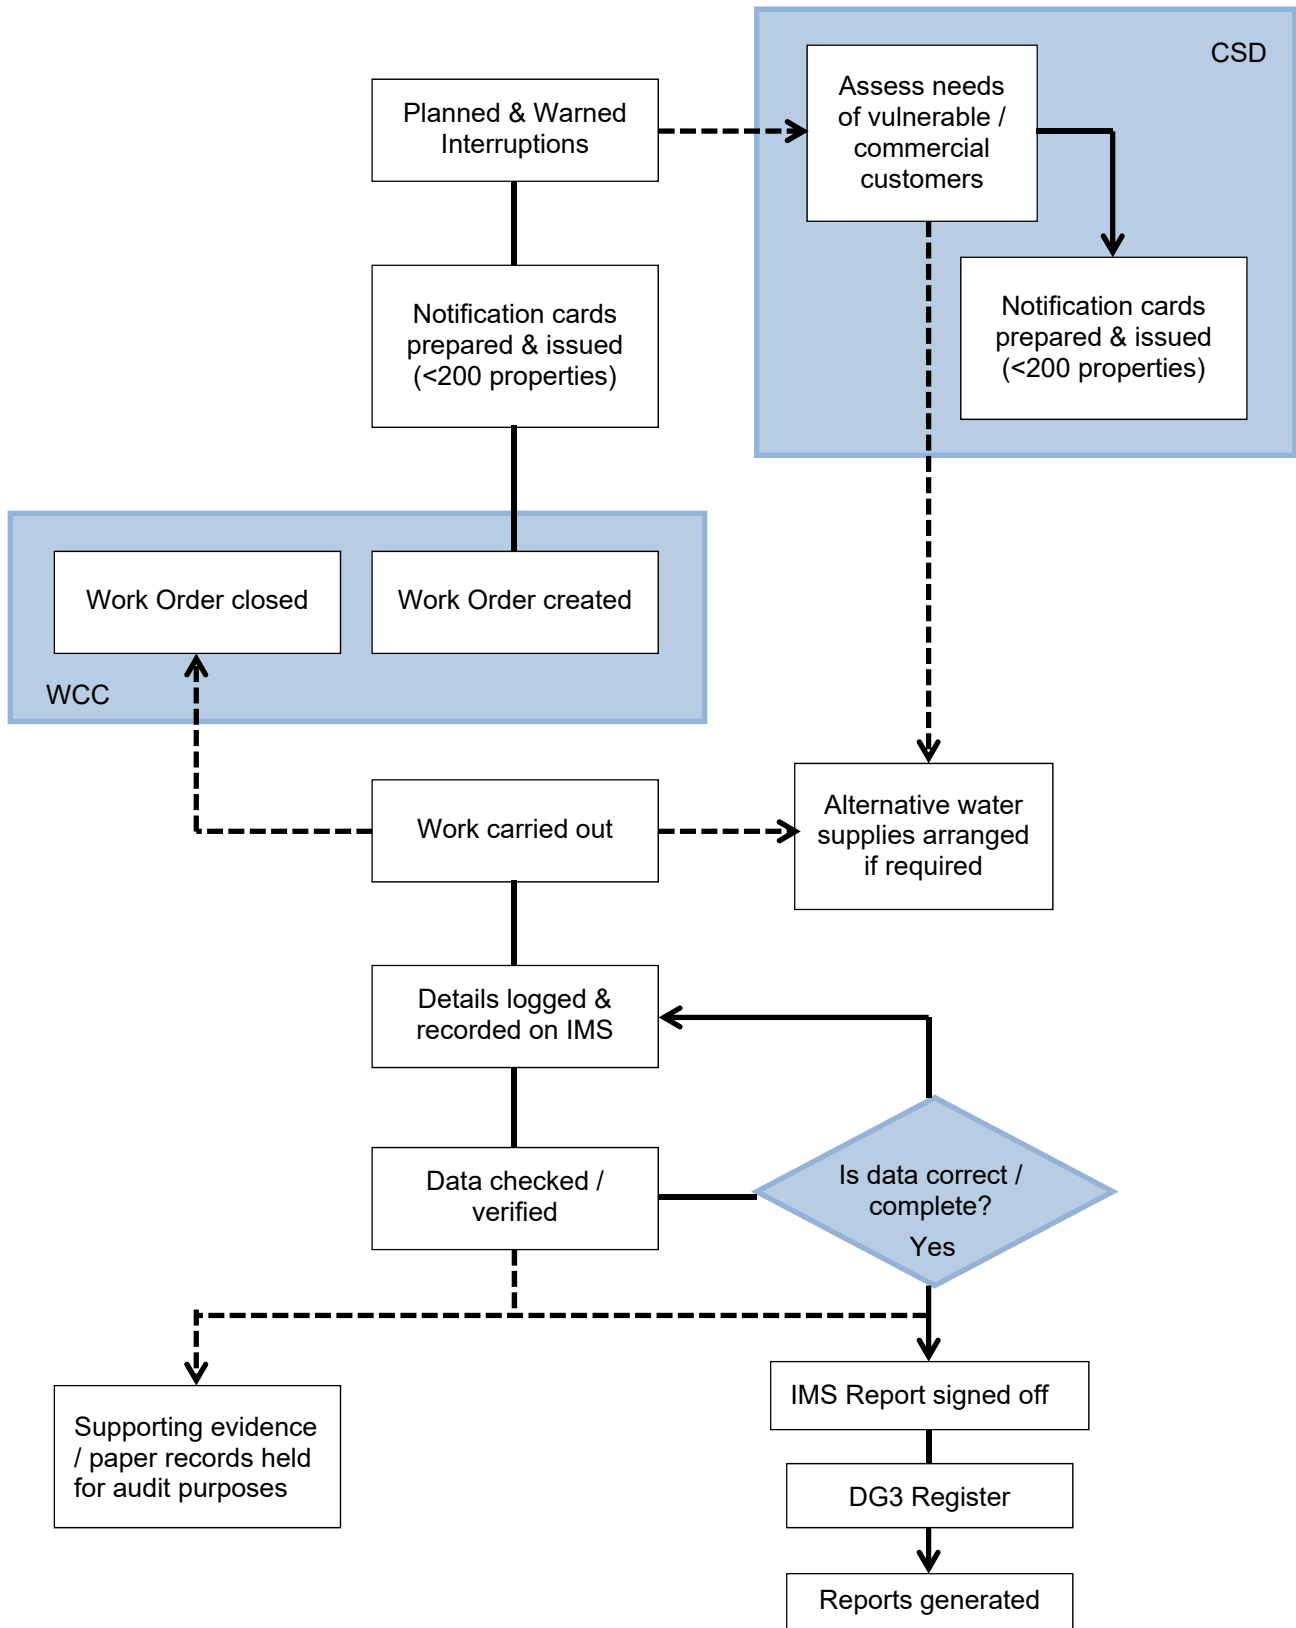 CSD
Planned & Warned
Interruptions
Assess needs
of vulnerable /
commercial
customers
Notification cards
prepared & issued
(<200 properties)
Notification cards
prepared & issued
(<200 properties)
Work Order closed
Work Order created
WCC
Work carried out
Alternative water
supplies arranged
if required
Details logged &
recorded on IMS
Data checked /
verified
Is data correct /
complete?
Yes
IMS Report signed off
Supporting evidence
/ paper records held
for audit purposes
DG3 Register
Reports generated